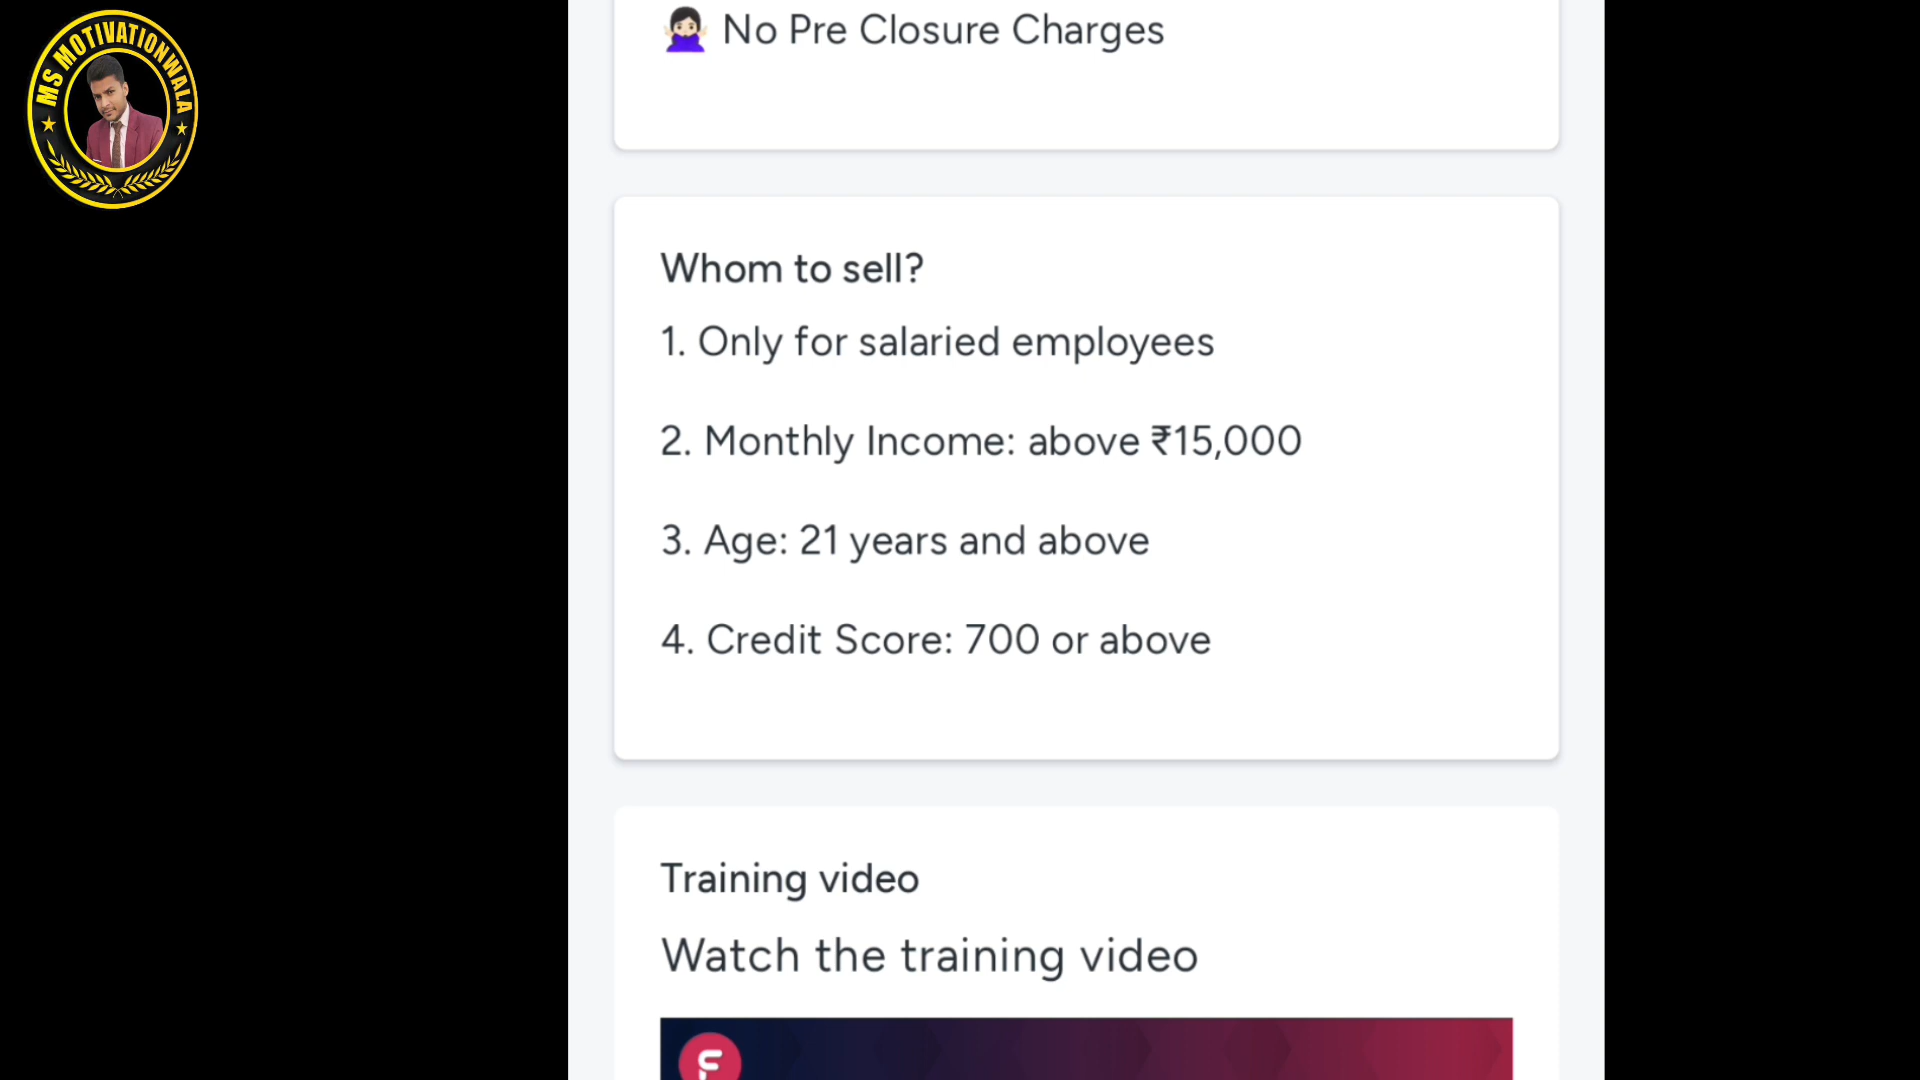 MS MOTIVATIONWALA
No Pre Closure Charges
Whom to sell?
1. Only for salaried employees
2. Monthly Income: above ₹15,000
3. Age: 21 years and above
4. Credit Score: 700 or above
Training video
Watch the training video